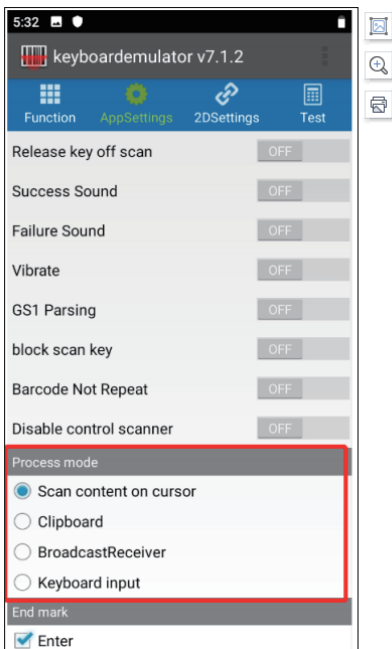 5:32
keyboardemulator v7.1.2
Function AppSettings 2DSettings Test
Release key off scan OFF
Success Sound OFF
Failure Sound OFF
Vibrate OFF
GS1 Parsing OFF
block scan key OFF
Barcode Not Repeat OFF
Disable control scanner OFF
Process mode
Scan content on cursor
Clipboard
BroadcastReceiver
Keyboard input
End mark
Enter